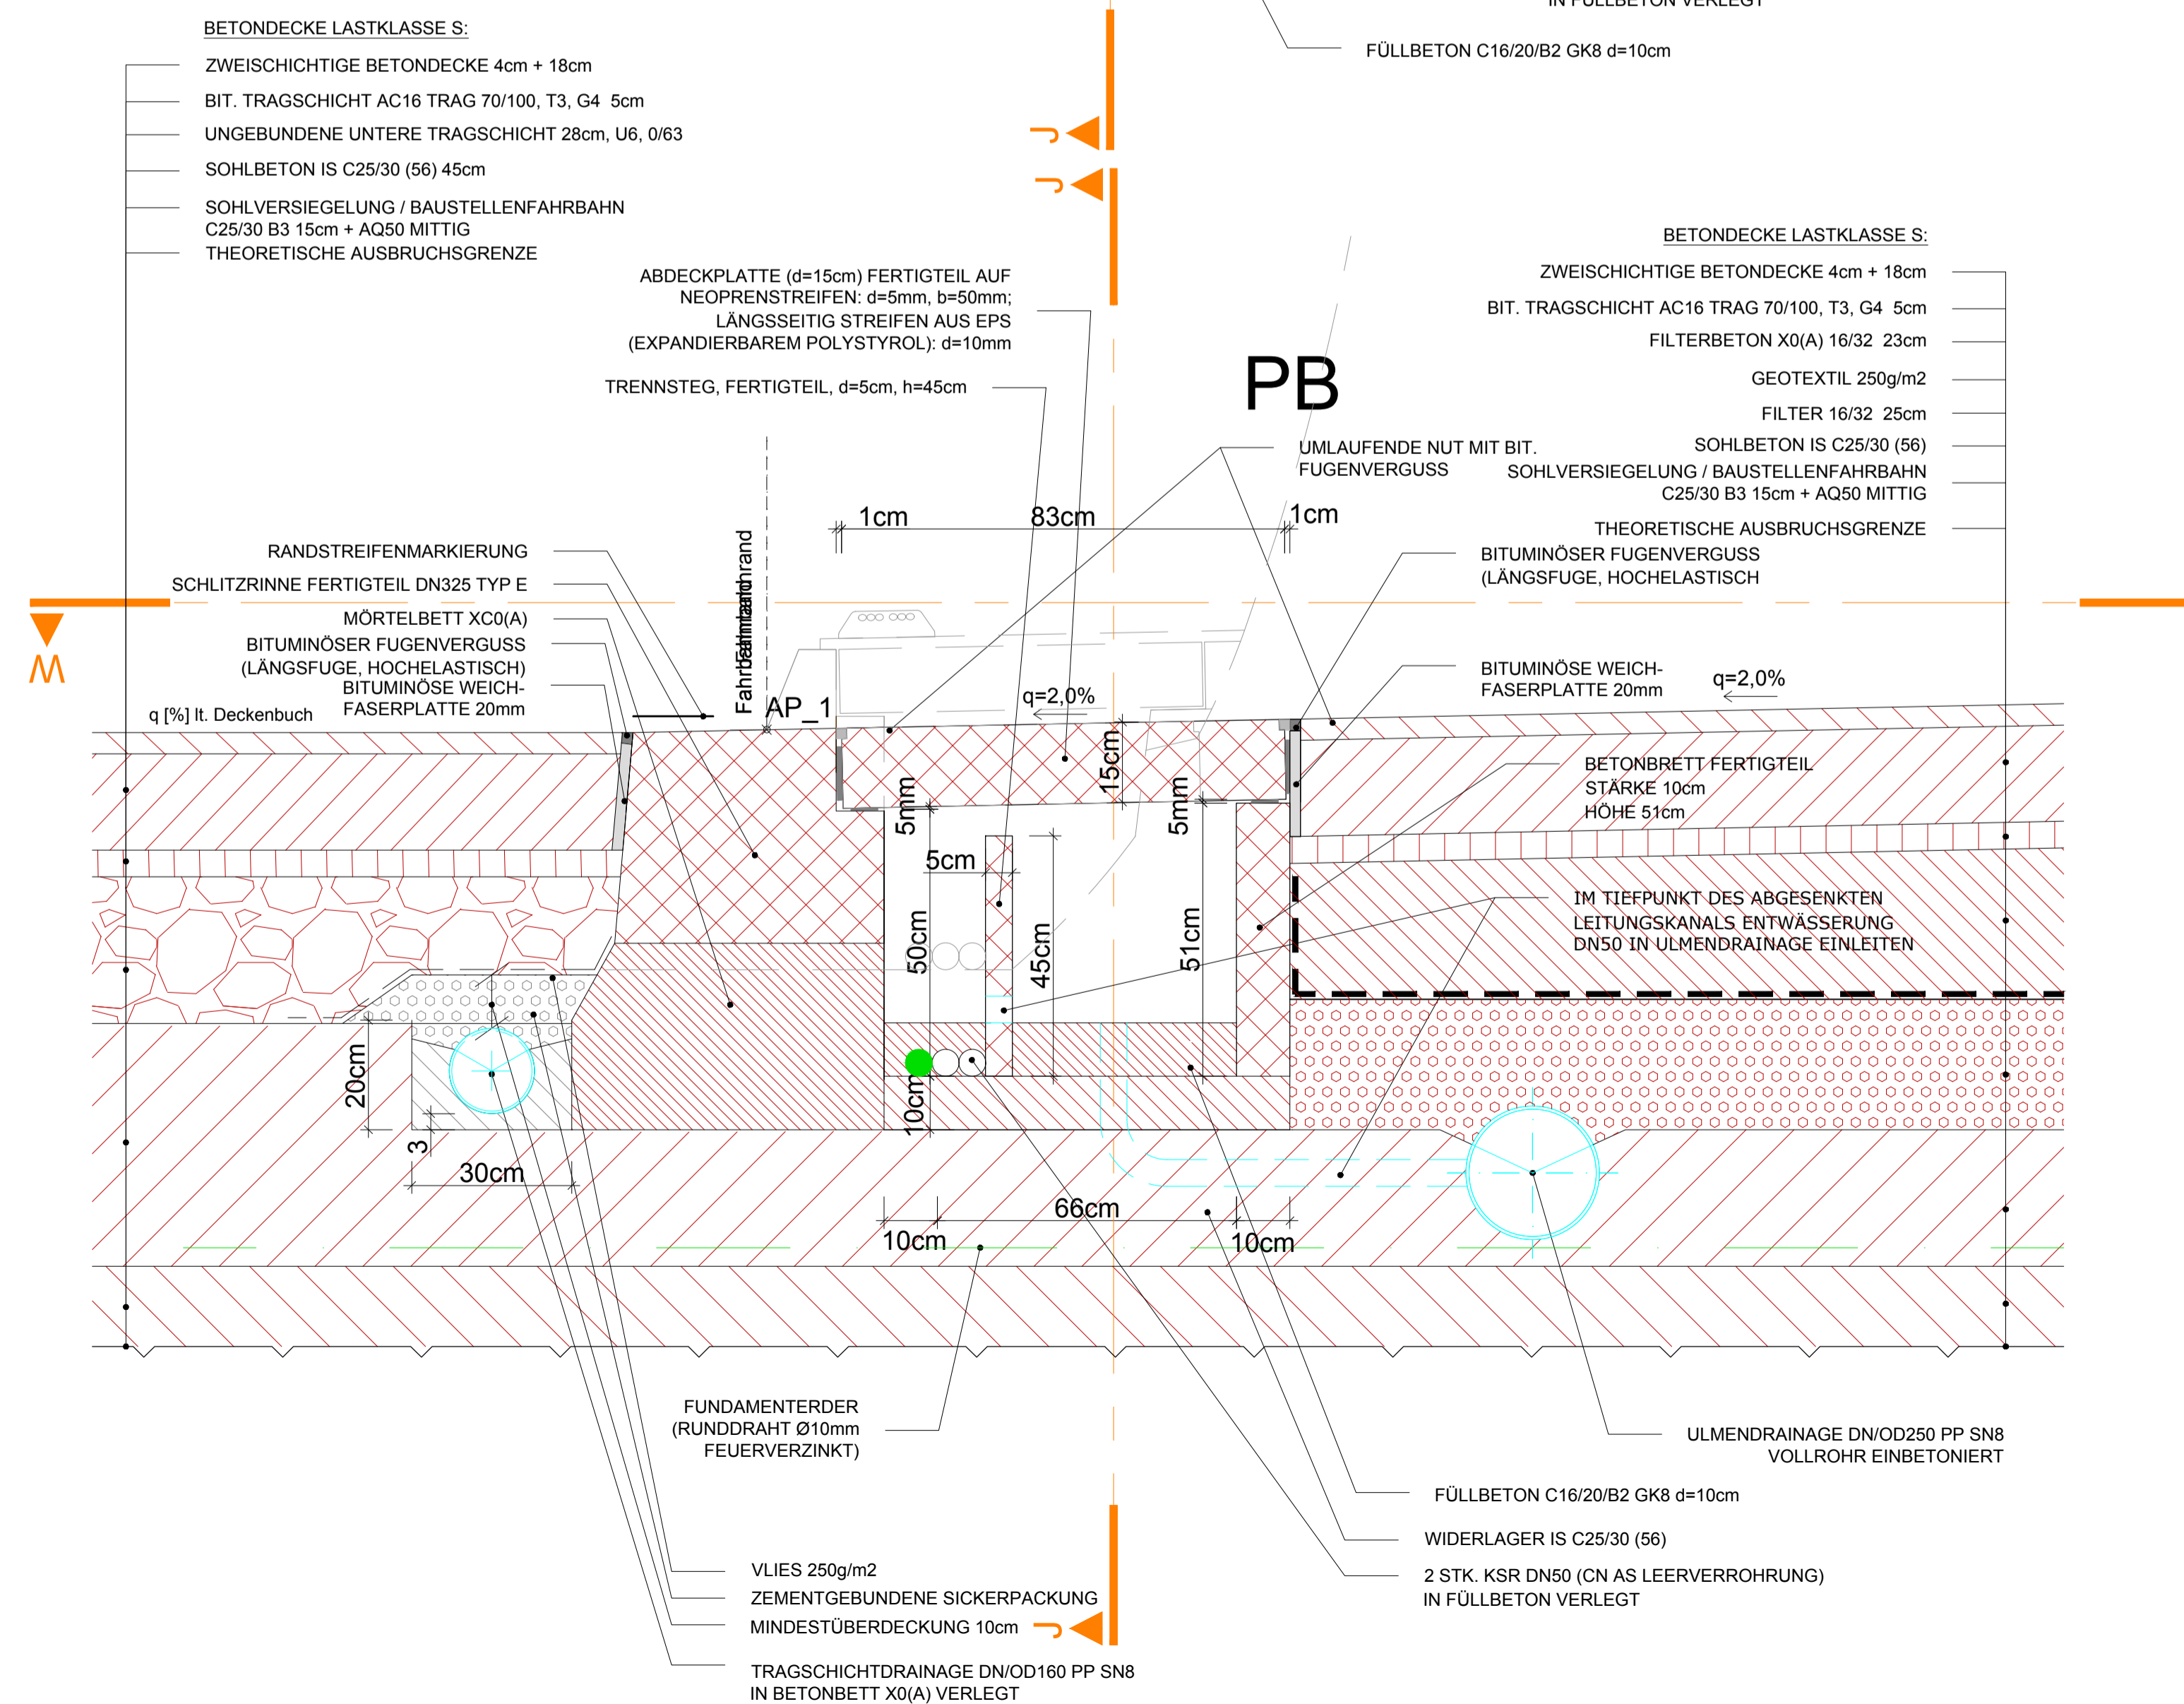 IN FÜLLBETON VERLEGT
FÜLLBETON C16/20/B2 GK8 d=10cm
BETONDECKE LASTKLASSE S:
ZWEISCHICHTIGE BETONDECKE 4cm + 18cm
BIT. TRAGSCHICHT AC16 TRAG 70/100, T3, G4  5cm
UNGEBUNDENE UNTERE TRAGSCHICHT 28cm, U6, 0/63
SOHLBETON IS C25/30 (56) 45cm
SOHLVERSIEGELUNG / BAUSTELLENFAHRBAHN
C25/30 B3 15cm + AQ50 MITTIG
THEORETISCHE AUSBRUCHSGRENZE
J
J
ABDECKPLATTE (d=15cm) FERTIGTEIL AUF
NEOPRENSTREIFEN: d=5mm, b=50mm;
LÄNGSSEITIG STREIFEN AUS EPS
(EXPANDIERBAREM POLYSTYROL): d=10mm
TRENNSTEG, FERTIGTEIL, d=5cm, h=45cm
PB
BETONDECKE LASTKLASSE S:
ZWEISCHICHTIGE BETONDECKE 4cm + 18cm
BIT. TRAGSCHICHT AC16 TRAG 70/100, T3, G4  5cm
FILTERBETON X0(A) 16/32  23cm
GEOTEXTIL 250g/m2
FILTER 16/32  25cm
SOHLBETON IS C25/30 (56)
SOHLVERSIEGELUNG / BAUSTELLENFAHRBAHN
C25/30 B3 15cm + AQ50 MITTIG
THEORETISCHE AUSBRUCHSGRENZE
UMLAUFENDE NUT MIT BIT.
FUGENVERGUSS
1cm
83cm
1cm
BITUMINÖSER FUGENVERGUSS
(LÄNGSFUGE, HOCHELASTISCH
BITUMINÖSE WEICH-
FASERPLATTE 20mm
q=2,0%
RANDSTREIFENMARKIERUNG
SCHLITZRINNE FERTIGTEIL DN325 TYP E
MÖRTELBETT XC0(A)
BITUMINÖSER FUGENVERGUSS
(LÄNGSFUGE, HOCHELASTISCH)
BITUMINÖSE WEICH-
FASERPLATTE 20mm
q [%] lt. Deckenbuch
W
AP_1
q=2,0%
15cm
5mm
5mm
5cm
50cm
45cm
51cm
10cm
BETONBRETT FERTIGTEIL
STÄRKE 10cm
HÖHE 51cm
IM TIEFPUNKT DES ABGESENKTEN
LEITUNGSKANALS ENTWÄSSERUNG
DN50 IN ULMENDRAINAGE EINLEITEN
20cm
3
30cm
10cm
66cm
10cm
FUNDAMENTERDER
(RUNDDRAHT Ø10mm
FEUERVERZINKT)
ULMENDRAINAGE DN/OD250 PP SN8
VOLLROHR EINBETONIERT
FÜLLBETON C16/20/B2 GK8 d=10cm
WIDERLAGER IS C25/30 (56)
2 STK. KSR DN50 (CN AS LEERVERROHRUNG)
IN FÜLLBETON VERLEGT
VLIES 250g/m2
ZEMENTGEBUNDENE SICKERPACKUNG
MINDESTÜBERDECKUNG 10cm
J
TRAGSCHICHTDRAINAGE DN/OD160 PP SN8
IN BETONBETT X0(A) VERLEGT